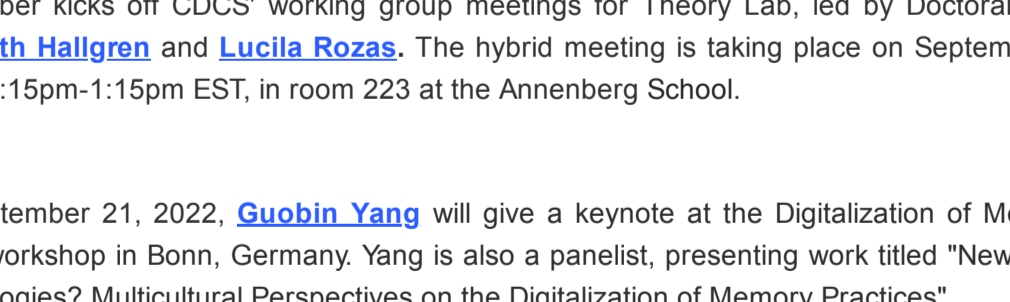 ber kicks off CDCS' working group meetings for Theory Lab, led by Doctoral
th Hallgren and Lucila Rozas. The hybrid meeting is taking place on Septem
:15pm-1:15pm EST, in room 223 at the Annenberg School.
tember 21, 2022, Guobin Yang will give a keynote at the Digitalization of M
workshop in Bonn, Germany. Yang is also a panelist, presenting work titled "New
ogies? Multicultural Perspectives on the Digitalization of Memory Practices"